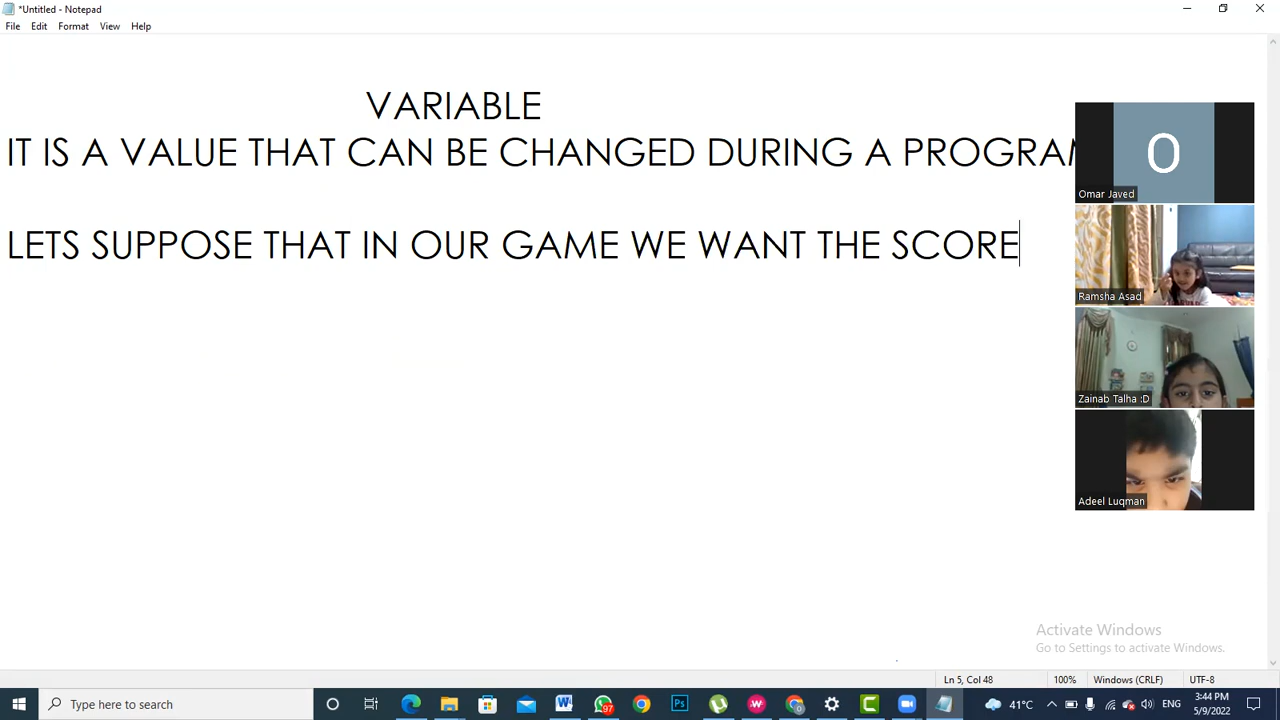 *Untitled - Notepad
File Edit Format View Help
VARIABLE
IT IS A VALUE THAT CAN BE CHANGED DURING A PROGRAM
LETS SUPPOSE THAT IN OUR GAME WE WANT THE SCORE
O
Omar Javed
Ramsha Asad
Zainab Talha :D
Adeel Luqman
Activate Windows
Go to Settings to activate Windows.
Ln 5, Col 48 100% Windows (CRLF) UTF-8
Type here to search 97 41°C ENG 3:44 PM
5/9/2022